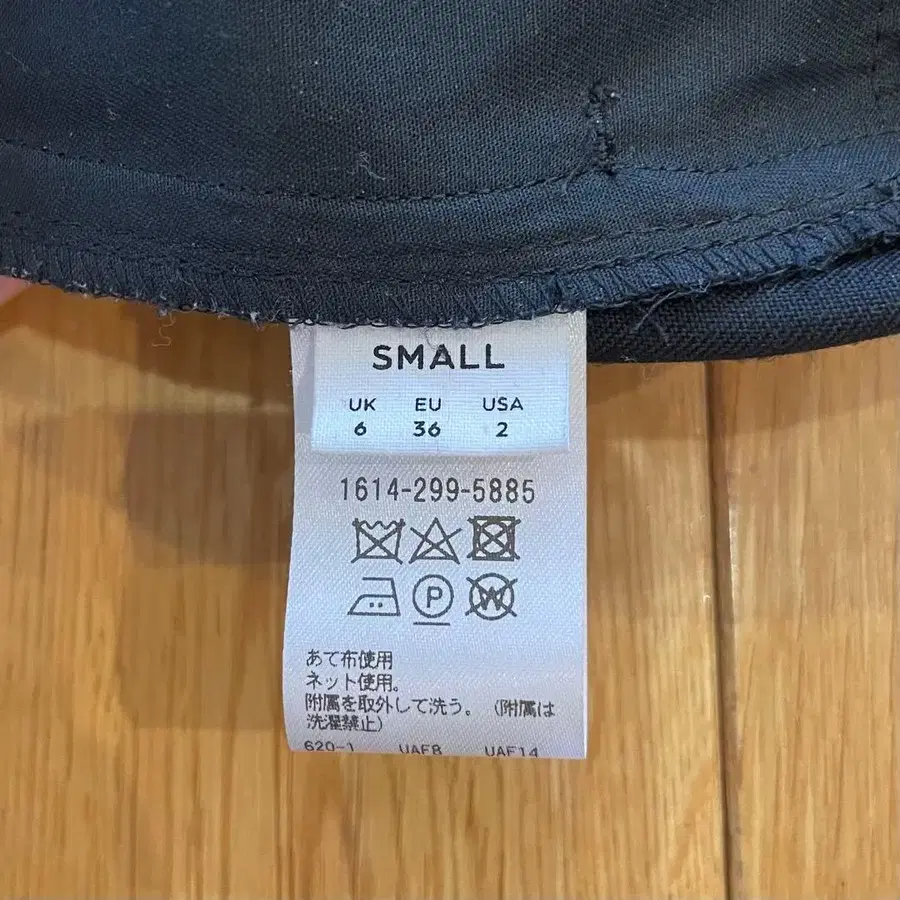 SMALL
UK EU USA
6 36 2
1614-299-5885
P W
あて布使用
ネット使用。
附属を取外して洗う。(附属は
洗濯禁止)
620-1 UAF8 UAF14